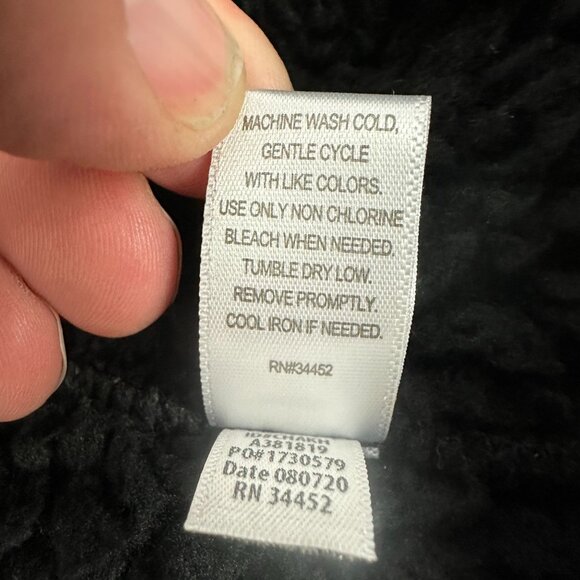 MACHINE WASH COLD,
GENTLE CYCLE
WITH LIKE COLORS.
USE ONLY NON CHLORINE
BLEACH WHEN NEEDED.
TUMBLE DRY LOW.
REMOVE PROMPTLY.
COOL IRON IF NEEDED.
RN#34452
A381819
PO# 1730579
Date 080720
RN 34452